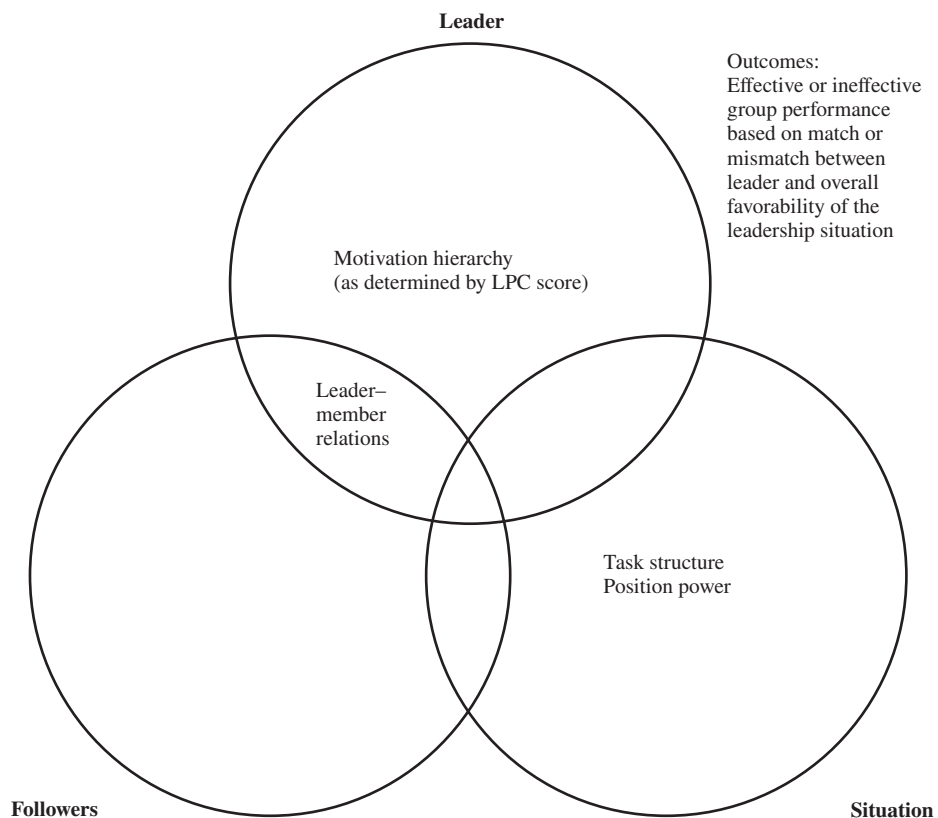 Leader
Outcomes:
Effective or ineffective
group performance
based on match or
mismatch between
leader and overall
favorability of the
leadership situation
Motivation hierarchy
(as determined by LPC score)
Leader–
member
relations
Task structure
Position power
Followers
Situation